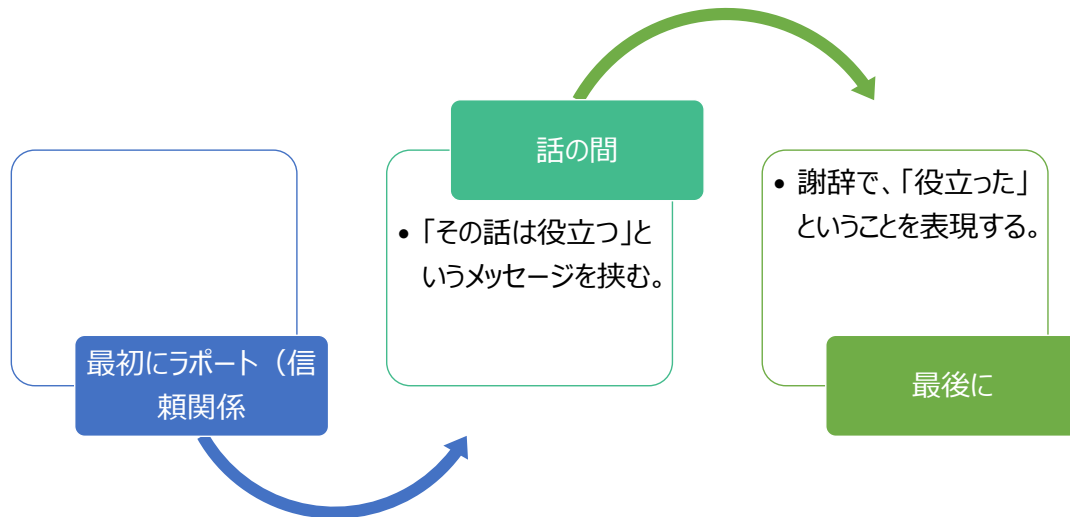 最初にラポート（信
頼関係
話の間
• 「その話は役立つ」と
いうメッセージを挟む。
• 謝辞で、「役立った」
ということを表現する。
最後に